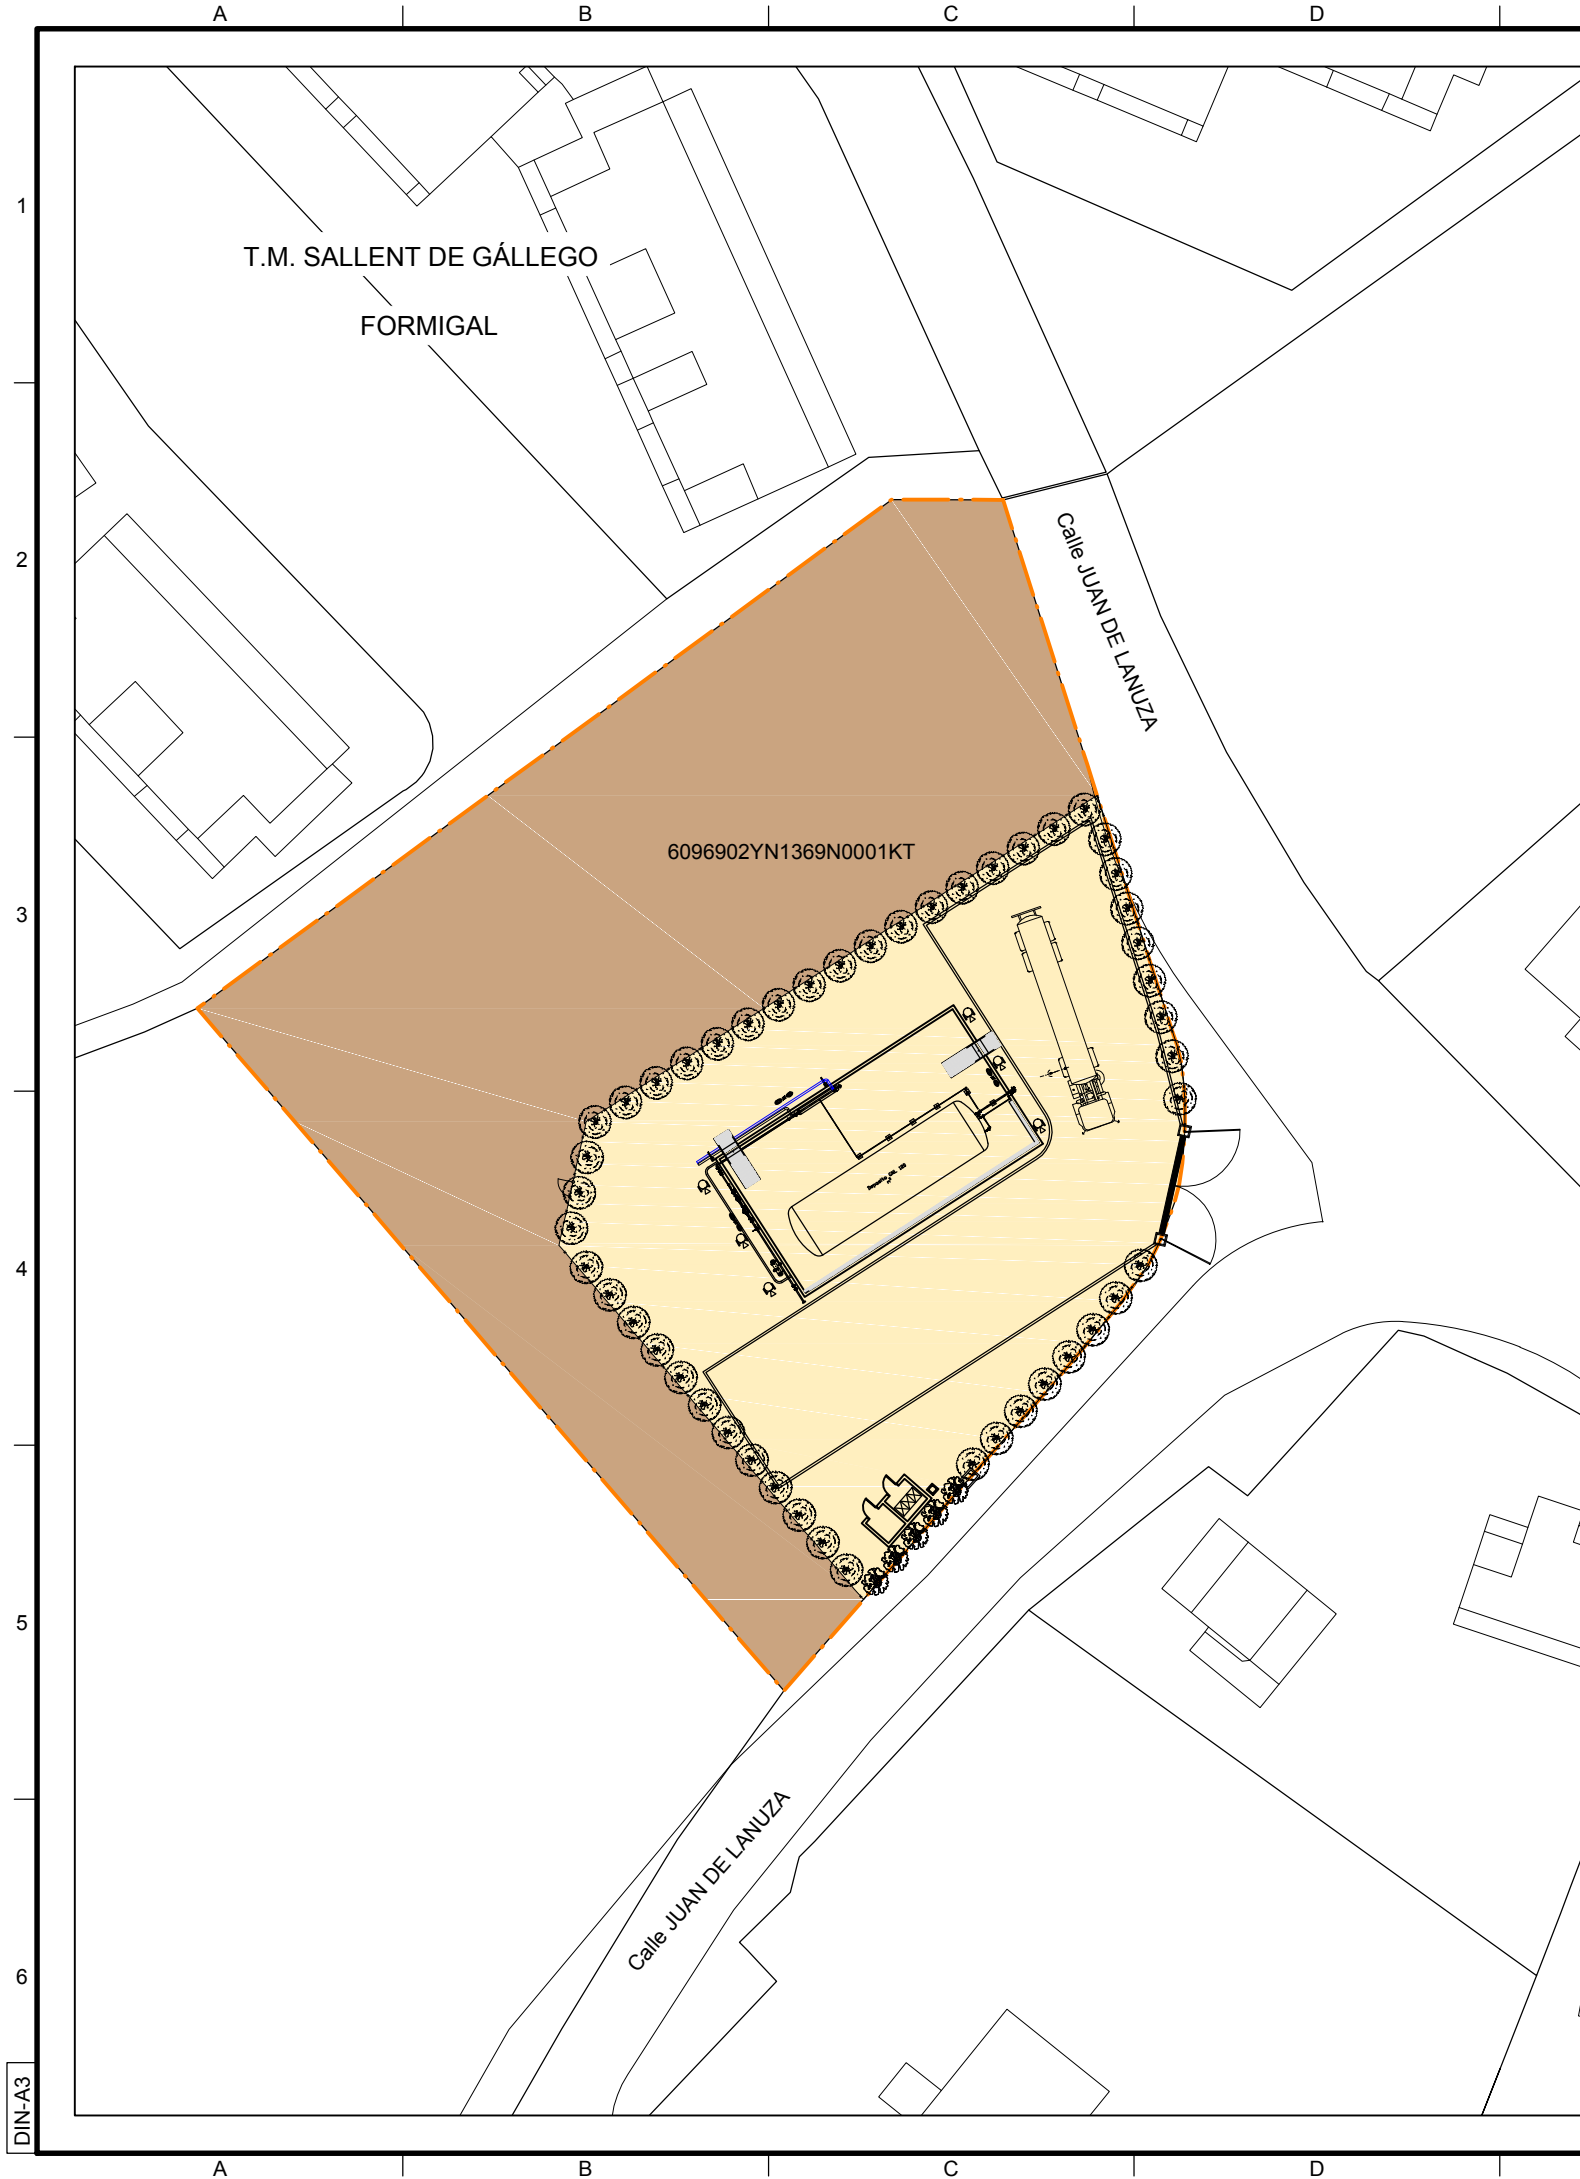 A B C D
1
T.M. SALLENT DE GÁLLEGO
FORMIGAL
2
Calle JUAN DE LANUZA
6096902YN1369N0001KT
3
4
5
Calle JUAN DE LANUZA
6
DIN-A3
A B C D